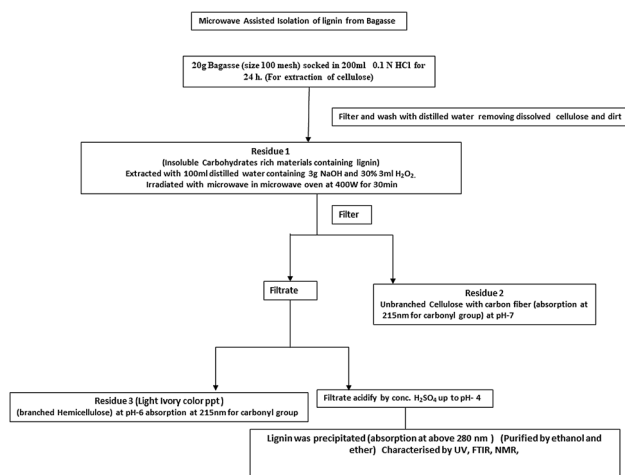 Microwave Assisted Isolation of lignin from Bagasse
20g Bagasse (size 100 mesh) socked in 200ml 0.1 N HCl for
24 h. (For extraction of cellulose)
Filter and wash with distilled water removing dissolved cellulose and dirt
Residue 1
(Insoluble Carbohydrates rich materials containing lignin)
Extracted with 100ml distilled water containing 3g NaOH and 30% 3ml H₂O₂.
Irradiated with microwave in microwave oven at 400W for 30min
Filter
Filtrate
Residue 2
Unbranched Cellulose with carbon fiber (absorption at
215nm for carbonyl group) at pH-7
Residue 3 (Light Ivory color ppt)
(branched Hemicellulose) at pH-6 absorption at 215nm for carbonyl group
Filtrate acidify by conc. H₂SO₄ up to pH- 4
Lignin was precipitated (absorption at above 280 nm ) (Purified by ethanol and
ether) Characterised by UV, FTIR, NMR,